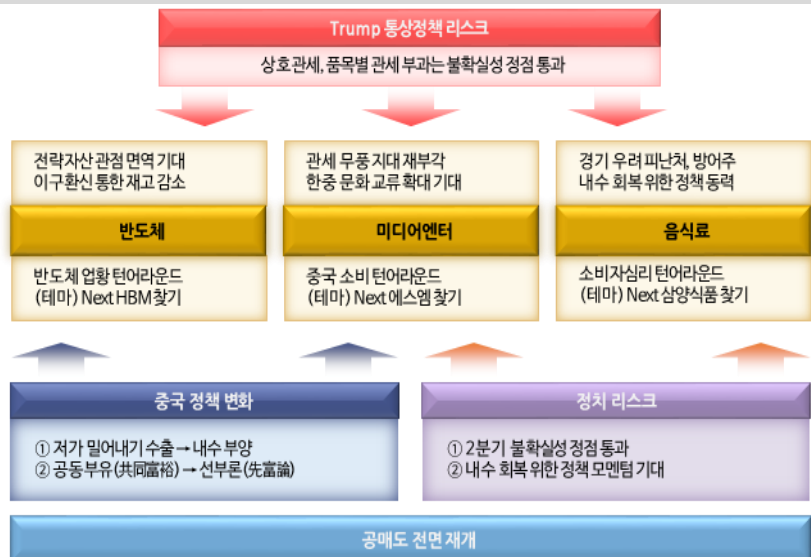 Trump 통상정책 리스크
상호 관세, 품목별 관세 부과는 불확실성 정점 통과
전략자산 관점 면역 기대
이구환신 통한 재고 감소
반도체
반도체 업황 턴어라운드
(테마) Next HBM 찾기
관세 무풍 지대 재부각
한중 문화 교류 확대 기대
미디어엔터
중국 소비 턴어라운드
(테마) Next 에스엠 찾기
경기 우려 피난처, 방어주
내수 회복 위한 정책 동력
음식료
소비자심리 턴어라운드
(테마) Next 삼양식품 찾기
중국 정책 변화
① 저가 밀어내기 수출 → 내수 부양
② 공동부유(共同富裕) → 선부론(先富論)
정치 리스크
① 2분기 불확실성 정점 통과
② 내수 회복 위한 정책 모멘텀 기대
공매도 전면 재개